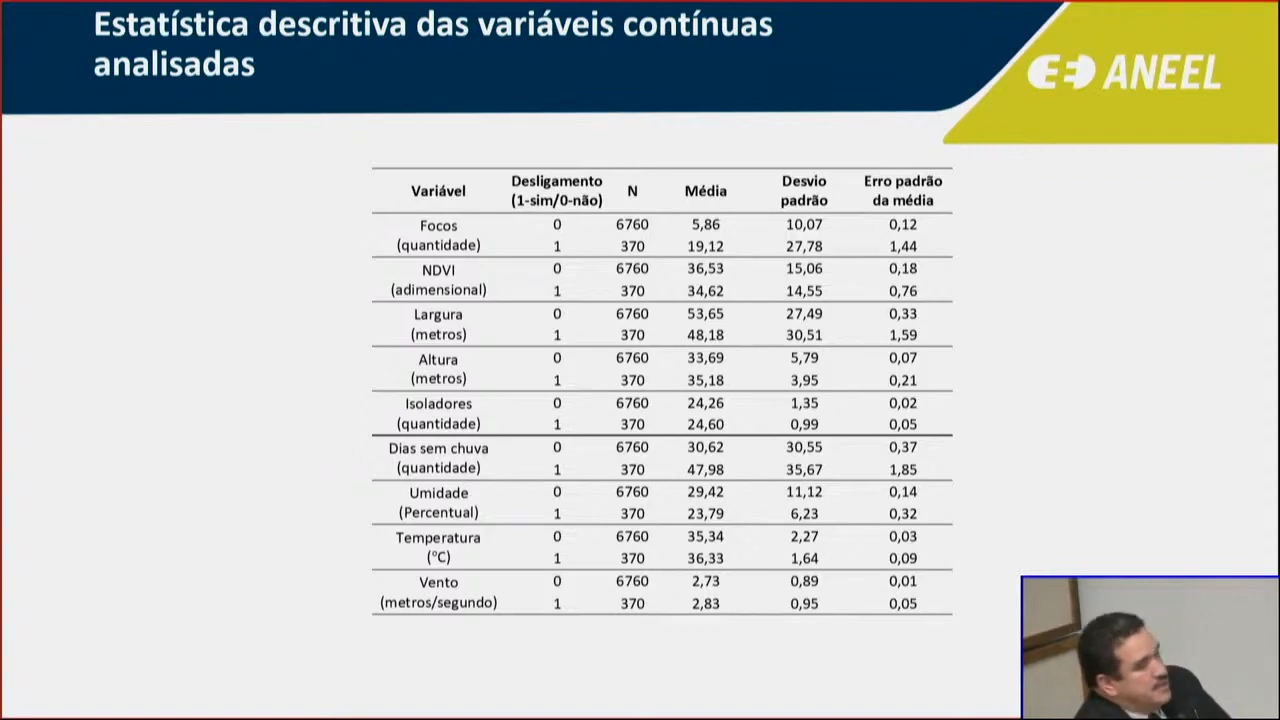 Estatística descritiva das variáveis contínuas
analisadas
ANEEL
Variável Desligamento (1-sim/0-não) N Média Desvio padrão Erro padrão da média
Focos 0 6760 5,86 10,07 0,12
(quantidade) 1 370 19,12 27,78 1,44
NDVI 0 6760 36,53 15,06 0,18
(adimensional) 1 370 34,62 14,55 0,76
Largura 0 6760 53,65 27,49 0,33
(metros) 1 370 48,18 30,51 1,59
Altura 0 6760 33,69 5,79 0,07
(metros) 1 370 35,18 3,95 0,21
Isoladores 0 6760 24,26 1,35 0,02
(quantidade) 1 370 24,60 0,99 0,05
Dias sem chuva 0 6760 30,62 30,55 0,37
(quantidade) 1 370 47,98 35,67 1,85
Umidade 0 6760 29,42 11,12 0,14
(Percentual) 1 370 23,79 6,23 0,32
Temperatura 0 6760 35,34 2,27 0,03
(°C) 1 370 36,33 1,64 0,09
Vento 0 6760 2,73 0,89 0,01
(metros/segundo) 1 370 2,83 0,95 0,05